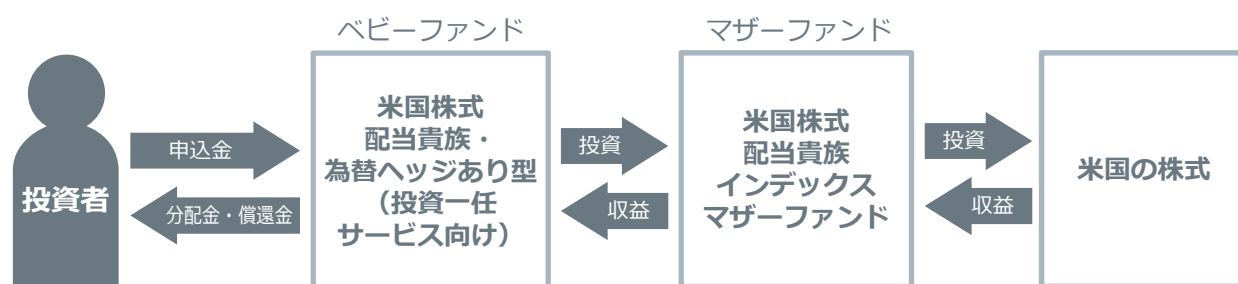 ベビーファンド
マザーファンド
投資者
申込金
分配金・償還金
米国株式
配当貴族・
為替ヘッジあり型
（投資一任
サービス向け）
投資
収益
米国株式
配当貴族
インデックス
マザーファンド
投資
収益
米国の株式